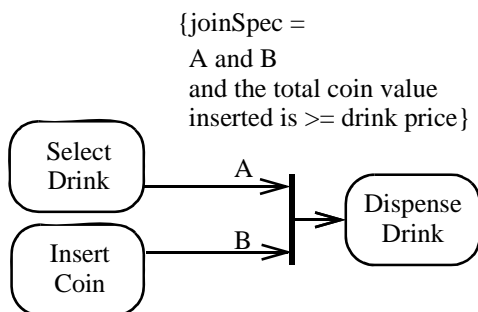 {joinSpec =
A and B
and the total coin value
inserted is >= drink price}
Select
Drink
A
Dispense
Drink
B
Insert
Coin